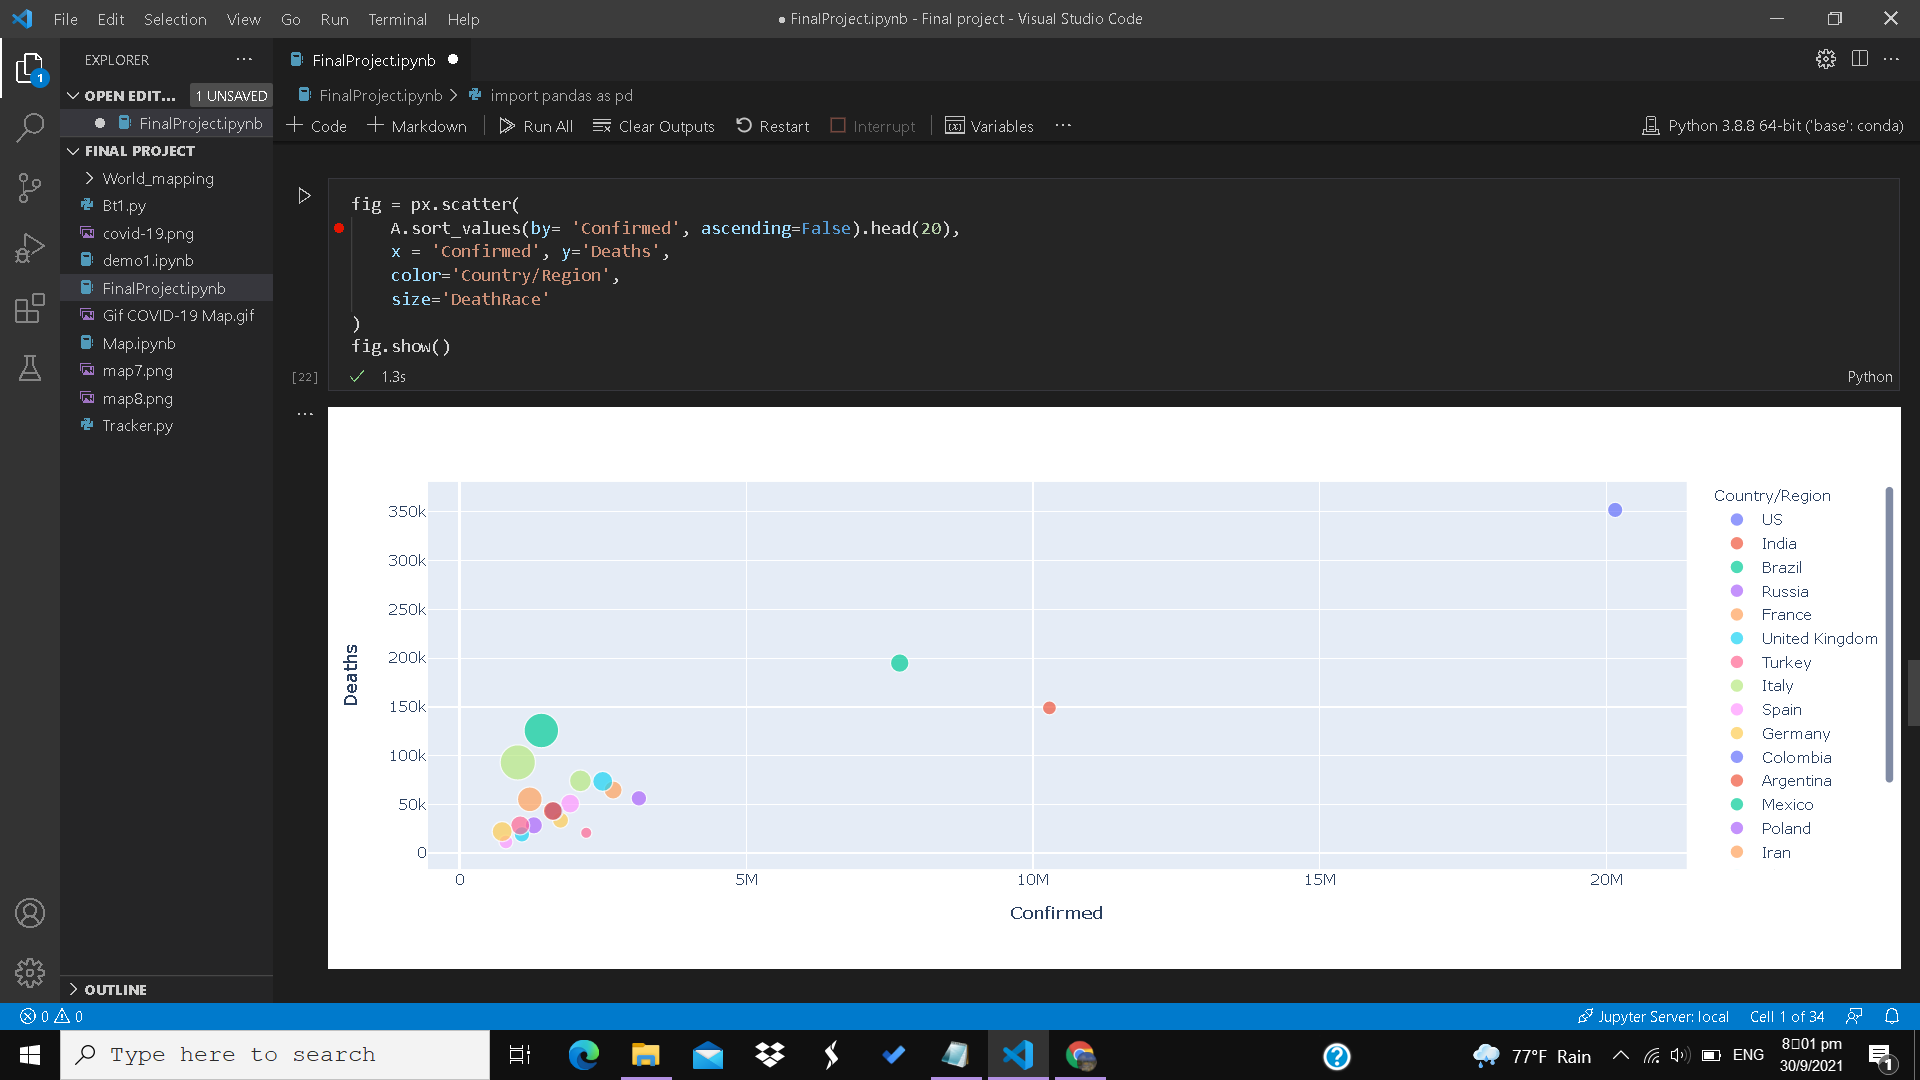 File Edit Selection View Go Run Terminal Help
● FinalProject.ipynb - Final project - Visual Studio Code
EXPLORER
FinalProject.ipynb
OPEN EDIT... 1 UNSAVED
FinalProject.ipynb
FINAL PROJECT
World_mapping
Bt1.py
covid-19.png
demo1.ipynb
FinalProject.ipynb
Gif COVID-19 Map.gif
Map.ipynb
map7.png
map8.png
Tracker.py
OUTLINE
1
FinalProject.ipynb > import pandas as pd
+ Code + Markdown Run All Clear Outputs Restart Interrupt Variables ...
Python 3.8.8 64-bit ('base': conda)
fig = px.scatter(
A.sort_values(by= 'Confirmed', ascending=False).head(20),
x = 'Confirmed', y='Deaths',
color='Country/Region',
size='DeathRace'
)
fig.show()
[22] 1.3s
Python
Deaths
350k
300k
250k
200k
150k
100k
50k
0
0 5M 10M 15M 20M
Confirmed
Country/Region
US
India
Brazil
Russia
France
United Kingdom
Turkey
Italy
Spain
Germany
Colombia
Argentina
Mexico
Poland
Iran
0 0
Jupyter Server: local Cell 1 of 34
Type here to search
77°F Rain
ENG
8▯01 pm
30/9/2021
1